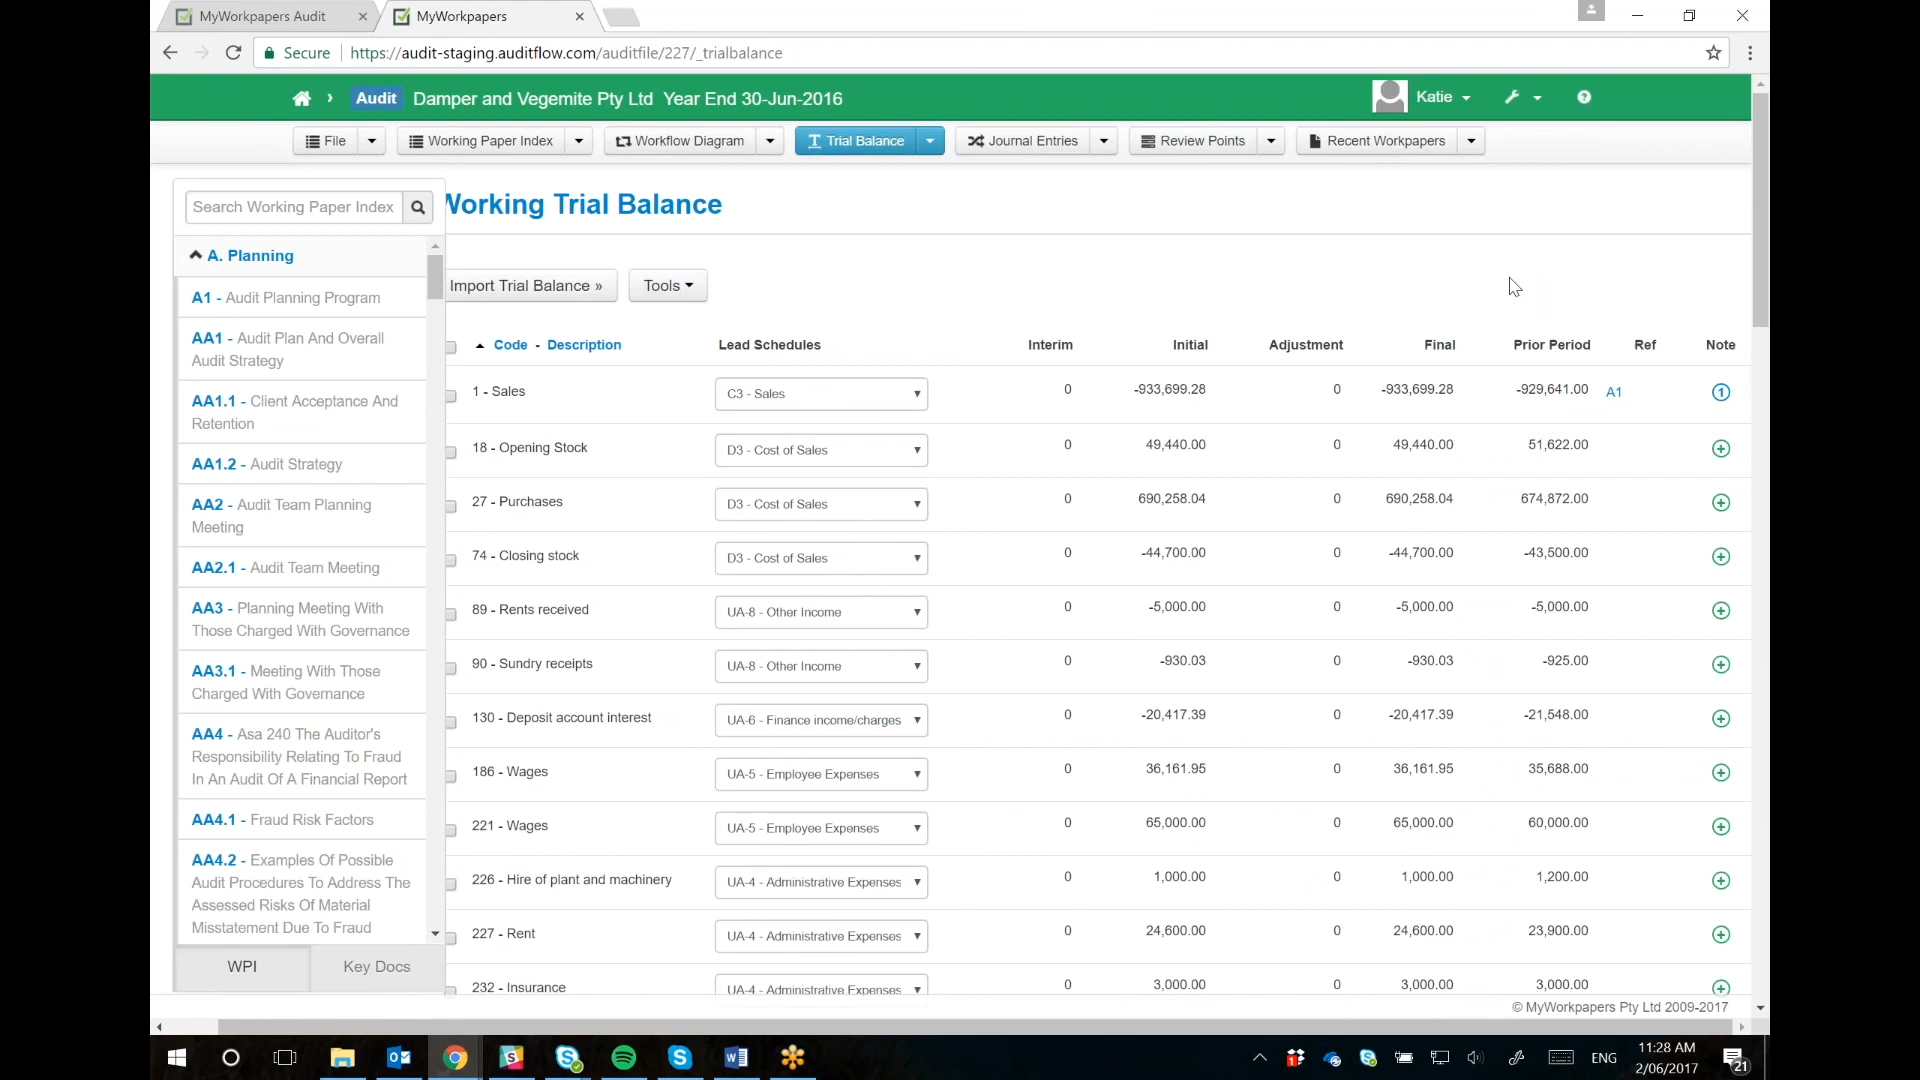 MyWorkpapers Audit
MyWorkpapers
Secure https://audit-staging.auditflow.com/auditfile/227/_trialbalance
Audit Damper and Vegemite Pty Ltd Year End 30-Jun-2016
Katie
File
Working Paper Index
Workflow Diagram
Trial Balance
Journal Entries
Review Points
Recent Workpapers
Search Working Paper Index
A. Planning
A1 - Audit Planning Program
AA1 - Audit Plan And Overall
Audit Strategy
AA1.1 - Client Acceptance And
Retention
AA1.2 - Audit Strategy
AA2 - Audit Team Planning
Meeting
AA2.1 - Audit Team Meeting
AA3 - Planning Meeting With
Those Charged With Governance
AA3.1 - Meeting With Those
Charged With Governance
AA4 - Asa 240 The Auditor's
Responsibility Relating To Fraud
In An Audit Of A Financial Report
AA4.1 - Fraud Risk Factors
AA4.2 - Examples Of Possible
Audit Procedures To Address The
Assessed Risks Of Material
Misstatement Due To Fraud
WPI
Key Docs
Working Trial Balance
Import Trial Balance »
Tools
Code - Description Lead Schedules Interim Initial Adjustment Final Prior Period Ref Note
1 - Sales C3 - Sales 0 -933,699.28 0 -933,699.28 -929,641.00 A1 1
18 - Opening Stock D3 - Cost of Sales 0 49,440.00 0 49,440.00 51,622.00
27 - Purchases D3 - Cost of Sales 0 690,258.04 0 690,258.04 674,872.00
74 - Closing stock D3 - Cost of Sales 0 -44,700.00 0 -44,700.00 -43,500.00
89 - Rents received UA-8 - Other Income 0 -5,000.00 0 -5,000.00 -5,000.00
90 - Sundry receipts UA-8 - Other Income 0 -930.03 0 -930.03 -925.00
130 - Deposit account interest UA-6 - Finance income/charges 0 -20,417.39 0 -20,417.39 -21,548.00
186 - Wages UA-5 - Employee Expenses 0 36,161.95 0 36,161.95 35,688.00
221 - Wages UA-5 - Employee Expenses 0 65,000.00 0 65,000.00 60,000.00
226 - Hire of plant and machinery UA-4 - Administrative Expenses 0 1,000.00 0 1,000.00 1,200.00
227 - Rent UA-4 - Administrative Expenses 0 24,600.00 0 24,600.00 23,900.00
232 - Insurance UA-4 - Administrative Expenses 0 3,000.00 0 3,000.00 3,000.00
© MyWorkpapers Pty Ltd 2009-2017
ENG
11:28 AM
2/06/2017
21